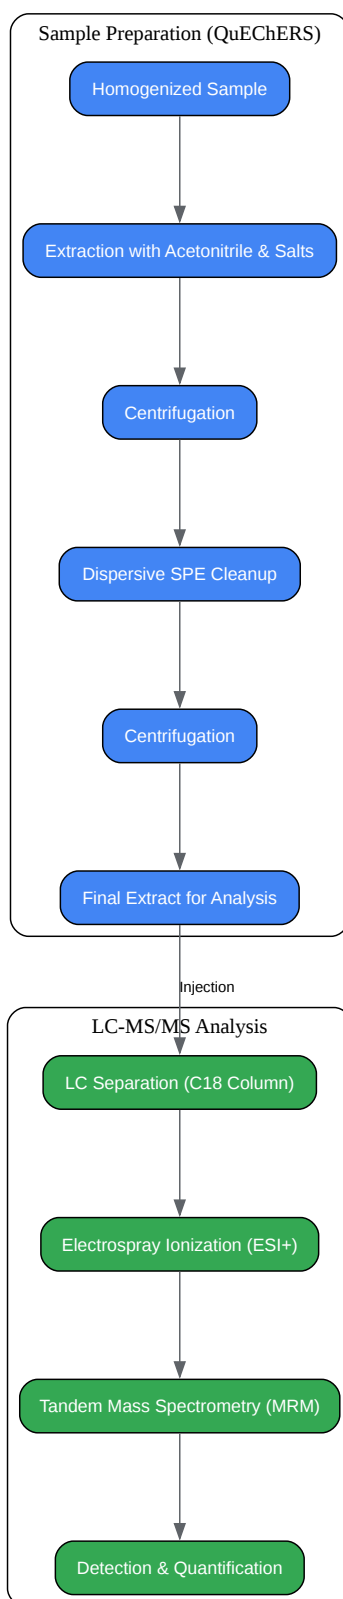 Sample Preparation (QuEChERS)
Homogenized Sample
Extraction with Acetonitrile & Salts
Centrifugation
Dispersive SPE Cleanup
Centrifugation
Final Extract for Analysis
Injection
LC-MS/MS Analysis
LC Separation (C18 Column)
Electrospray Ionization (ESI+)
Tandem Mass Spectrometry (MRM)
Detection & Quantification